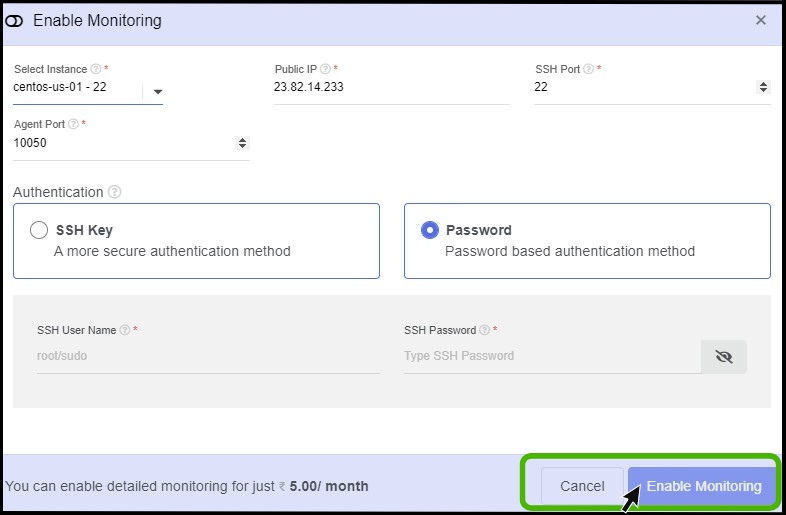 Enable Monitoring
Select Instance * Public IP * SSH Port *
centos-us-01 - 22 23.82.14.233 22
Agent Port *
10050
Authentication
SSH Key
A more secure authentication method
Password
Password based authentication method
SSH User Name * SSH Password *
root/sudo Type SSH Password
You can enable detailed monitoring for just ₹ 5.00/ month
Cancel Enable Monitoring